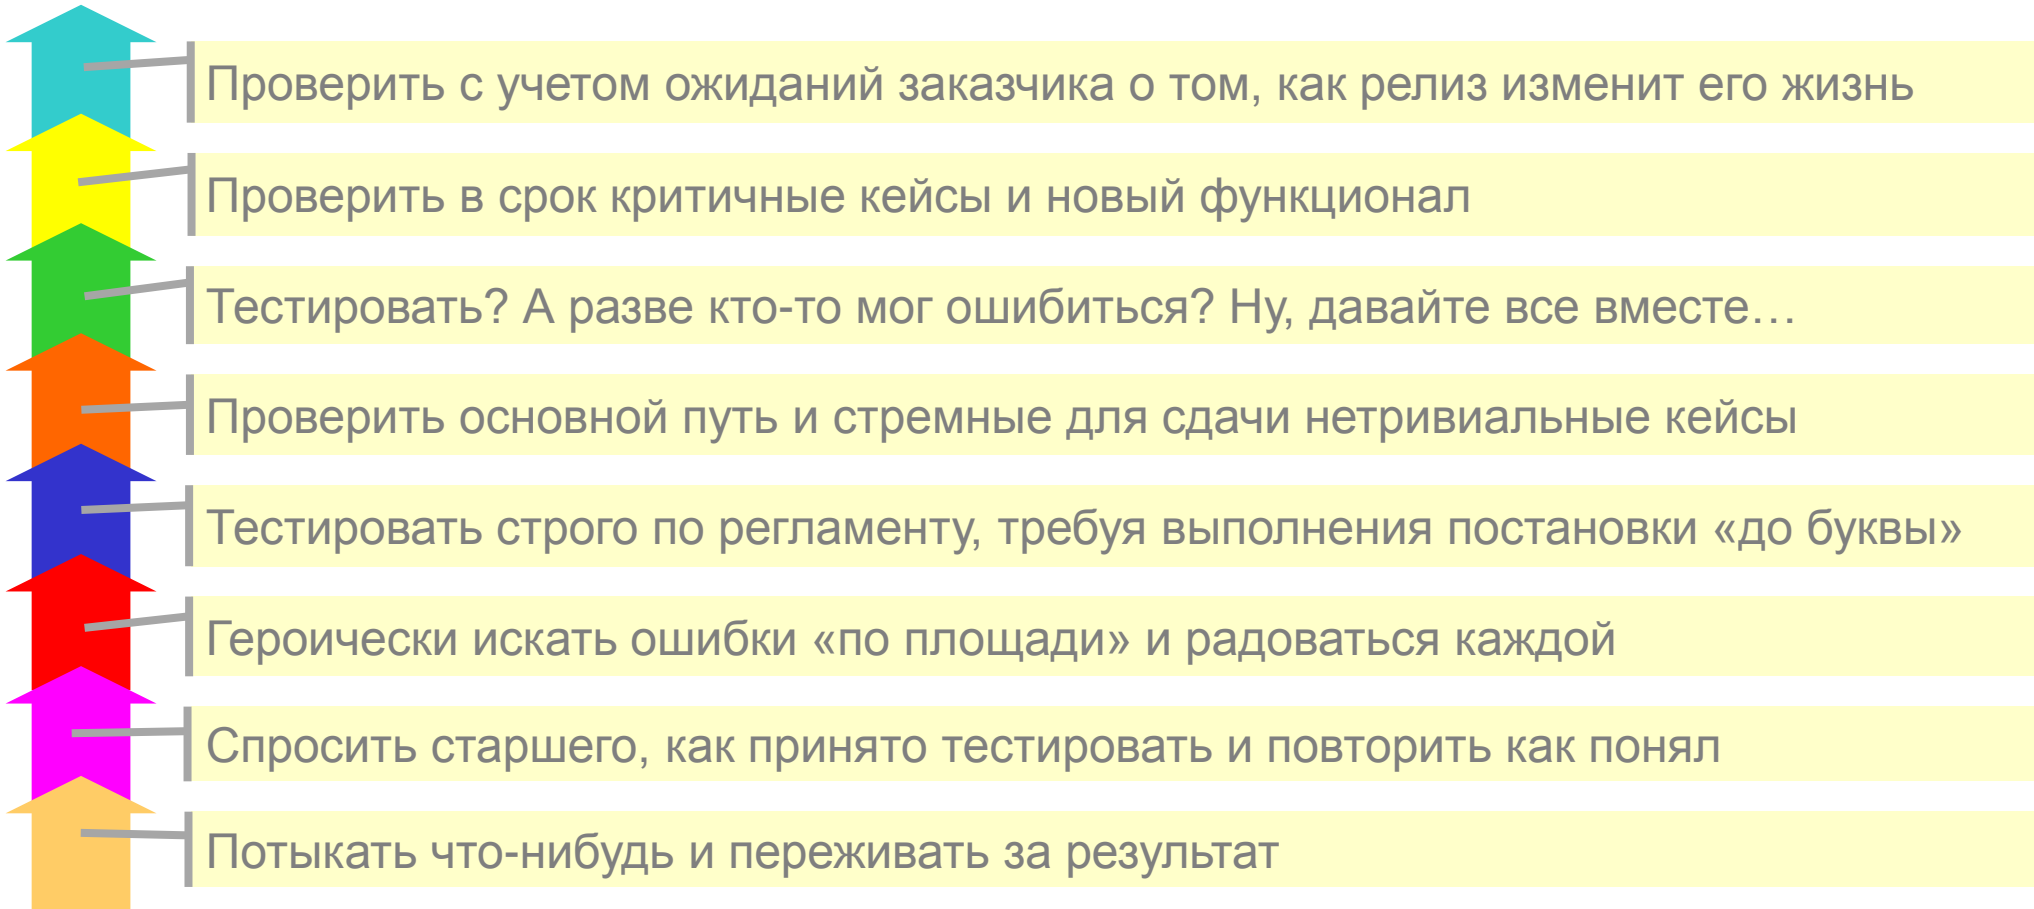 Проверить с учетом ожиданий заказчика о том, как релиз изменит его жизнь
Проверить в срок критичные кейсы и новый функционал
Тестировать? А разве кто-то мог ошибиться? Ну, давайте все вместе…
Проверить основной путь и стремные для сдачи нетривиальные кейсы
Тестировать строго по регламенту, требуя выполнения постановки «до буквы»
Героически искать ошибки «по площади» и радоваться каждой
Спросить старшего, как принято тестировать и повторить как понял
Потыкать что-нибудь и переживать за результат